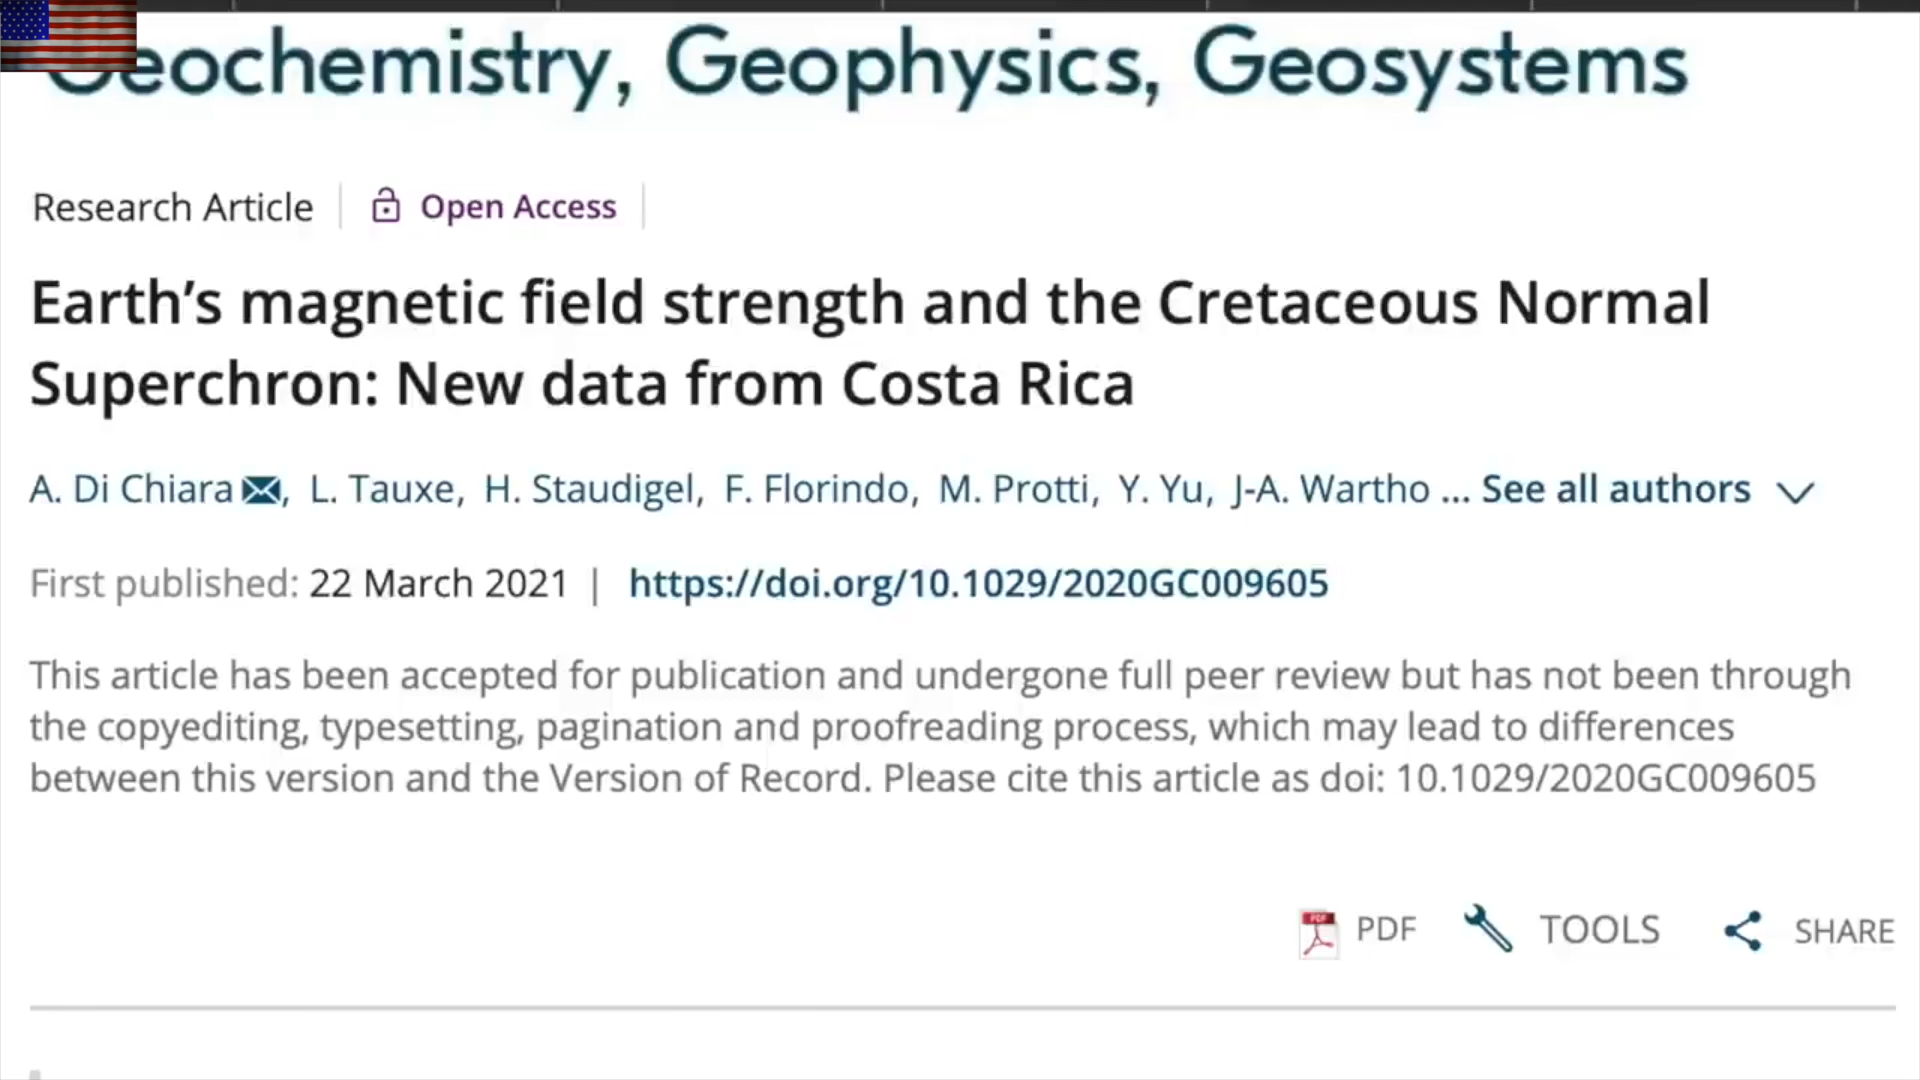 Geochemistry, Geophysics, Geosystems
Research Article
Open Access
Earth's magnetic field strength and the Cretaceous Normal
Superchron: New data from Costa Rica
A. Di Chiara, L. Tauxe, H. Staudigel, F. Florindo, M. Protti, Y. Yu, J-A. Wartho ... See all authors
First published: 22 March 2021 | https://doi.org/10.1029/2020GC009605
This article has been accepted for publication and undergone full peer review but has not been through
the copyediting, typesetting, pagination and proofreading process, which may lead to differences
between this version and the Version of Record. Please cite this article as doi: 10.1029/2020GC009605
PDF
PDF TOOLS SHARE